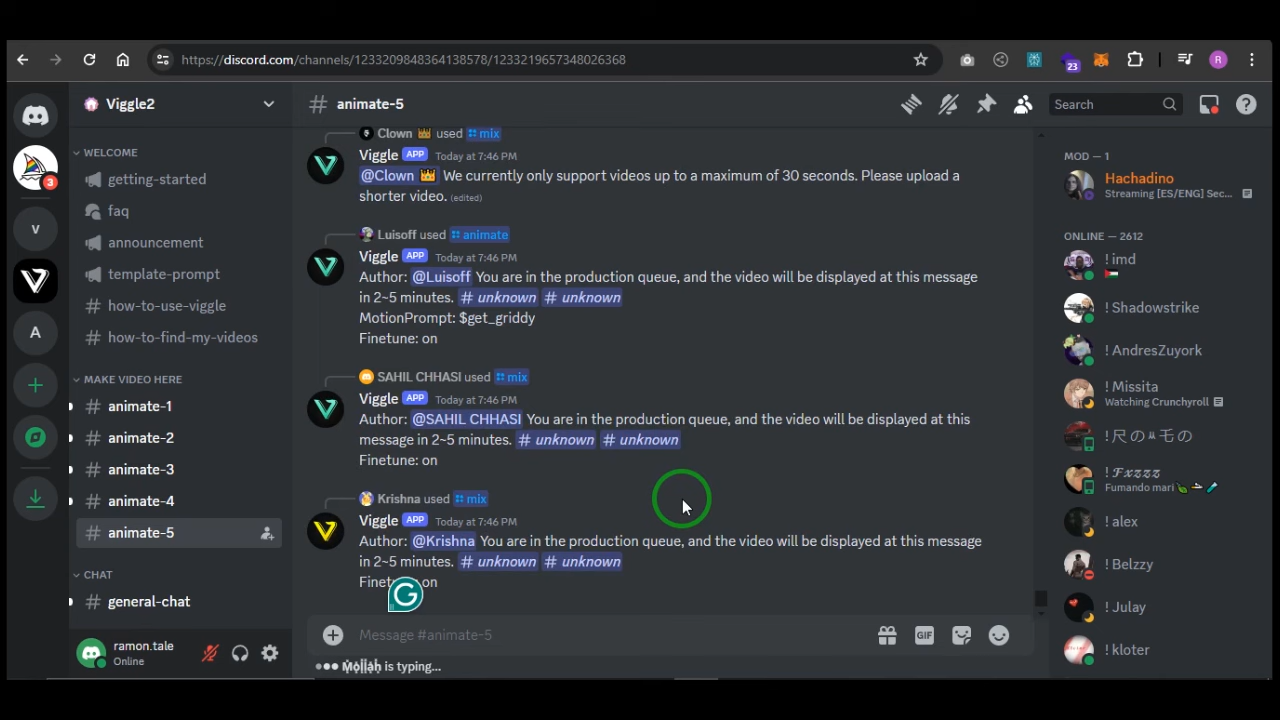 https://discord.com/channels/1233209848364138578/1233219657348026368
23
R
Viggle2
# animate-5
Search
3
V
A
WELCOME
getting-started
faq
announcement
template-prompt
how-to-use-viggle
how-to-find-my-videos
MAKE VIDEO HERE
animate-1
animate-2
animate-3
animate-4
animate-5
CHAT
general-chat
ramon.tale
Online
Clown 👑 used mix
Viggle APP Today at 7:46 PM
@Clown 👑 We currently only support videos up to a maximum of 30 seconds. Please upload a
shorter video. (edited)
Luisoff used animate
Viggle APP Today at 7:46 PM
Author: @Luisoff You are in the production queue, and the video will be displayed at this message
in 2~5 minutes. # unknown # unknown
MotionPrompt: $get_griddy
Finetune: on
SAHIL CHHASI used mix
Viggle APP Today at 7:46 PM
Author: @SAHIL CHHASI You are in the production queue, and the video will be displayed at this
message in 2~5 minutes. # unknown # unknown
Finetune: on
Krishna used mix
Viggle APP Today at 7:46 PM
Author: @Krishna You are in the production queue, and the video will be displayed at this message
in 2~5 minutes. # unknown # unknown
on
G
Message #animate-5
GIF
is typing...
MOD — 1
Hachadino
Streaming [ES/ENG] Sec...
ONLINE — 2612
! imd
! Shadowstrike
! AndresZuyork
! Missita
Watching Crunchyroll
! 尺の
! 𝓕𝔁𝔃𝔃𝔃
Fumando mari
! alex
! Belzzy
! Julay
! kloter